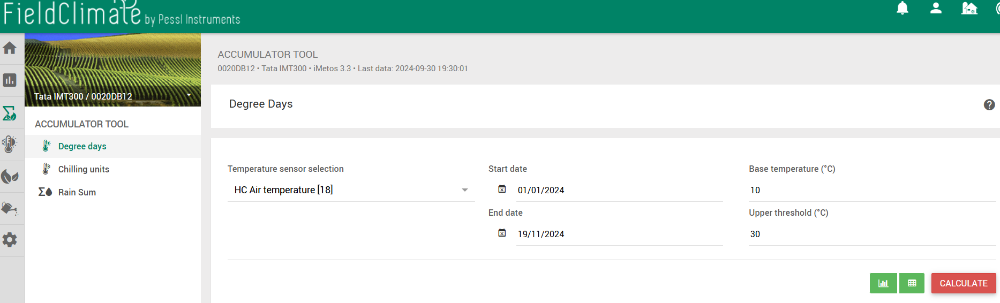 FieldClimate by Pessl Instruments
Tata IMT300 / 0020DB12
ACCUMULATOR TOOL
Degree days
Chilling units
Rain Sum
ACCUMULATOR TOOL
0020DB12 • Tata IMT300 • iMetos 3.3 • Last data: 2024-09-30 19:30:01
Degree Days
Temperature sensor selection
HC Air temperature [18]
Start date
01/01/2024
End date
19/11/2024
Base temperature (°C)
10
Upper threshold (°C)
30
CALCULATE